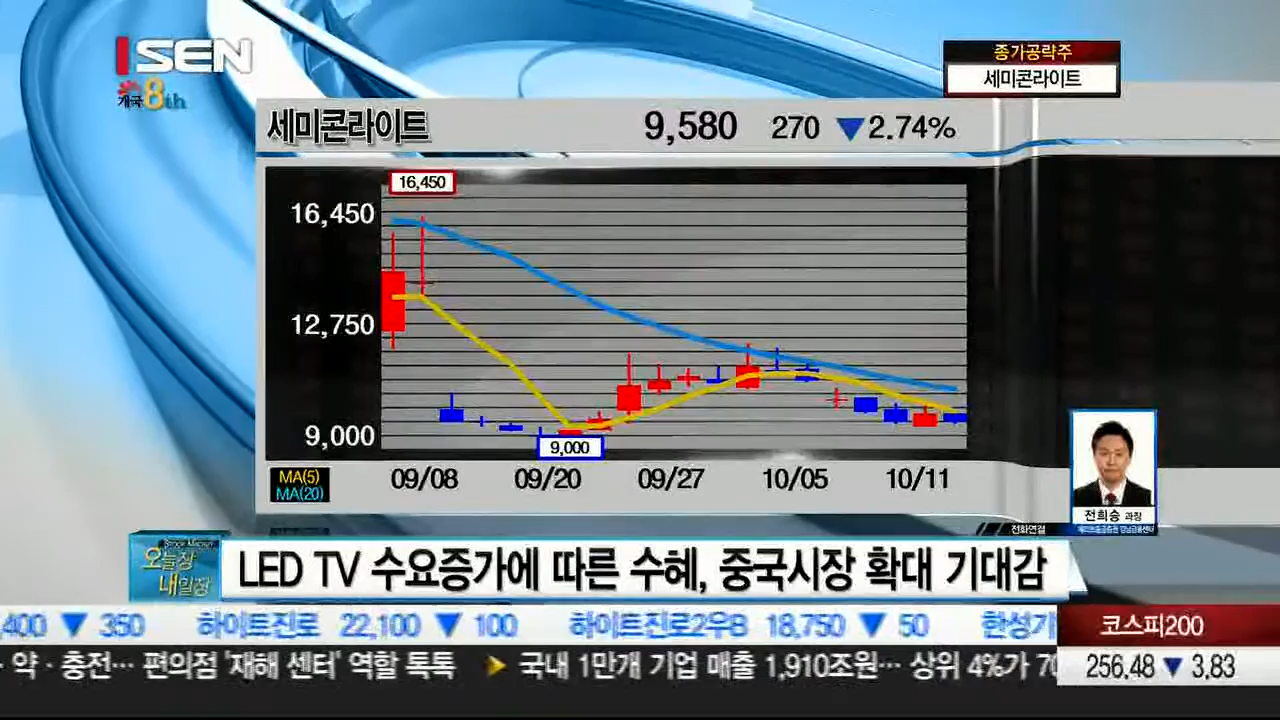 SEN
개국 8th
종가공략주
세미콘라이트
세미콘라이트 9,580 270 ▼2.74%
16,450
16,450
12,750
9,000
9,000
MA(5)
MA(20)
09/08 09/20 09/27 10/05 10/11
전희승 과장
전화연결
STOCK MARKET
오늘장
내일장
LED TV 수요증가에 따른 수혜, 중국시장 확대 기대감
,400 ▼ 350 하이트진로 22,100 ▼ 100 하이트진로2우B 18,750 ▼ 50 한성기
코스피200
· 약 · 충전… 편의점 '재해 센터' 역할 톡톡 ▶ 국내 1만개 기업 매출 1,910조원… 상위 4%가 70
256.48 ▼ 3.83